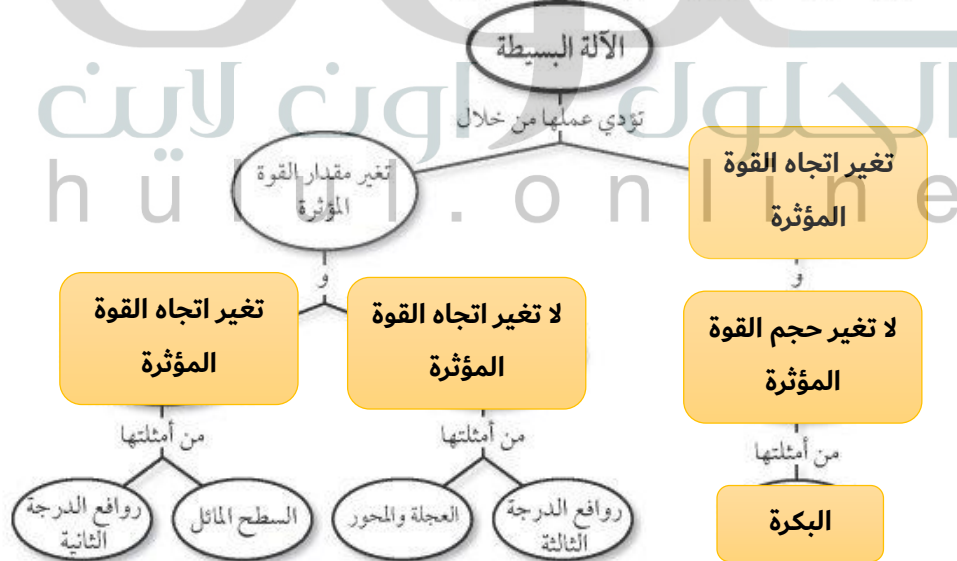 الآلة البسيطة
تؤدي عملها من خلال
تغير اتجاه القوة
المؤثرة
تغير مقدار القوة
المؤثرة
و
و
لا تغير حجم القوة
المؤثرة
لا تغير اتجاه القوة
المؤثرة
تغير اتجاه القوة
المؤثرة
من أمثلتها
من أمثلتها
من أمثلتها
البكرة
روافع الدرجة
الثالثة
العجلة والمحور
السطح المائل
روافع الدرجة
الثانية
الحلول اون لاين
hulul.online